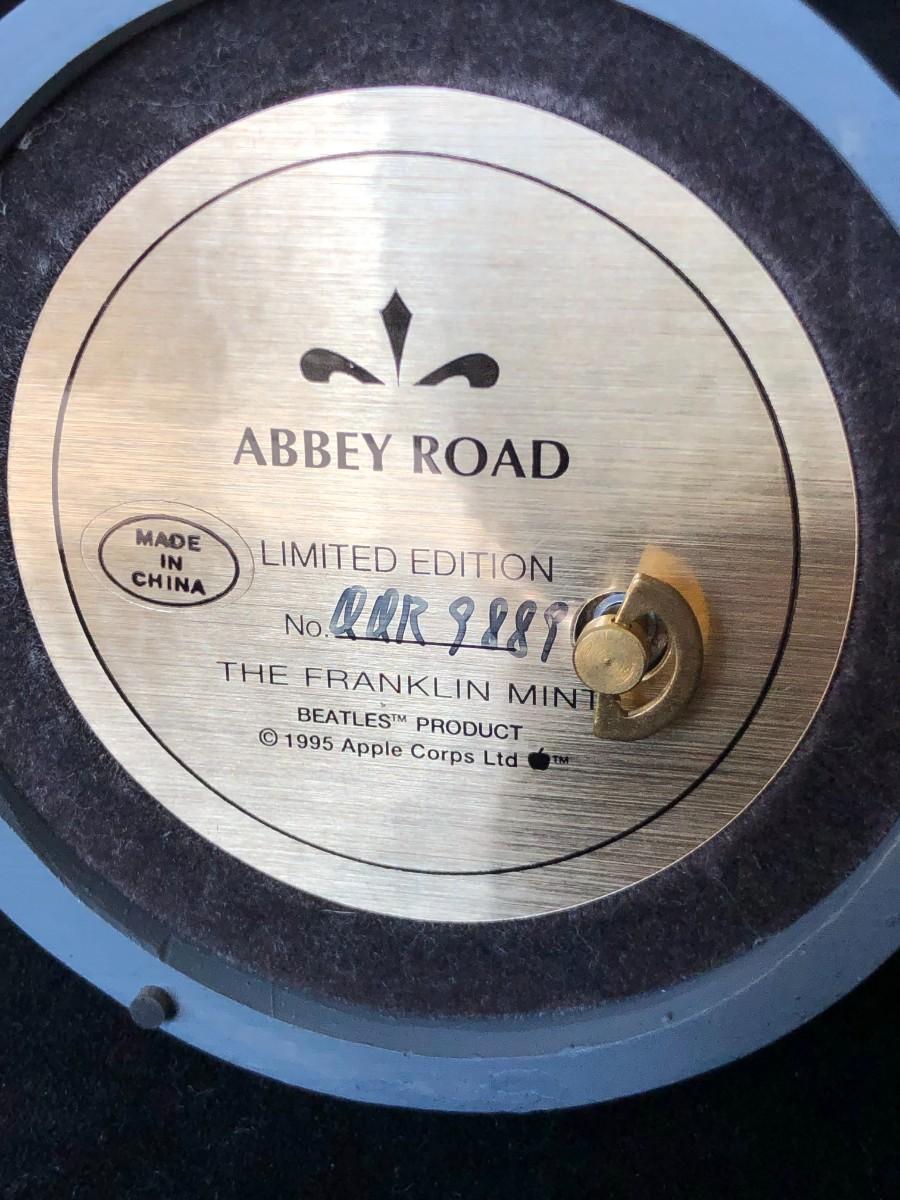 ABBEY ROAD
MADE
IN
CHINA
LIMITED EDITION
No. QQR 9889
THE FRANKLIN MINT
BEATLES™ PRODUCT
© 1995 Apple Corps Ltd ™